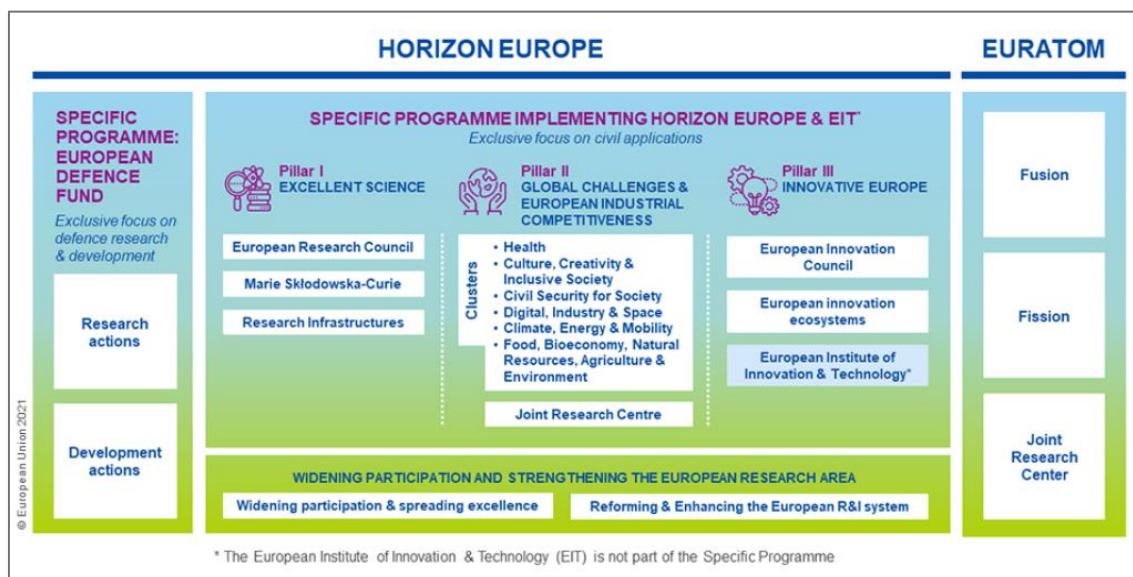 HORIZON EUROPE
EURATOM
SPECIFIC
PROGRAMME:
EUROPEAN
DEFENCE
FUND
Exclusive focus on
defence research
& development
Research
actions
Development
actions
SPECIFIC PROGRAMME IMPLEMENTING HORIZON EUROPE & EIT*
Exclusive focus on civil applications
Pillar I
EXCELLENT SCIENCE
European Research Council
Marie Skłodowska-Curie
Research Infrastructures
Pillar II
GLOBAL CHALLENGES &
EUROPEAN INDUSTRIAL
COMPETITIVENESS
Clusters
• Health
• Culture, Creativity &
Inclusive Society
• Civil Security for Society
• Digital, Industry & Space
• Climate, Energy & Mobility
• Food, Bioeconomy, Natural
Resources, Agriculture &
Environment
Joint Research Centre
Pillar III
INNOVATIVE EUROPE
European Innovation
Council
European innovation
ecosystems
European Institute of
Innovation & Technology*
WIDENING PARTICIPATION AND STRENGTHENING THE EUROPEAN RESEARCH AREA
Widening participation & spreading excellence
Reforming & Enhancing the European R&I system
Fusion
Fission
Joint
Research
Center
© European Union 2021
* The European Institute of Innovation & Technology (EIT) is not part of the Specific Programme